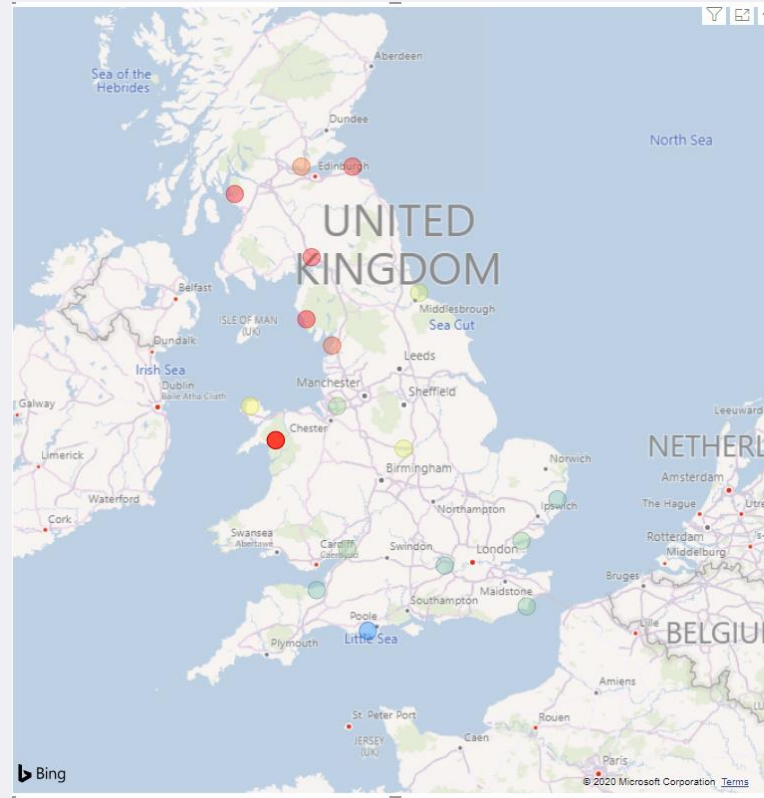 Aberdeen
Sea of the
Hebrides
Dundee
North Sea
Edinburgh
UNITED
KINGDOM
Belfast
ISLE OF MAN
(UK)
Middlesbrough
Sea Cut
Dundalk
Irish Sea
Leeds
Dublin
Baile Átha Cliath
Manchester
Sheffield
Galway
Chester
Leeuward
NETHERL
Limerick
Norwich
Birmingham
Amsterdam
Waterford
Northampton
Ipswich
The Hague
Utre
Cork
Swansea
Abertawe
Cardiff
Caerdydd
Swindon
London
Rotterdam
's-
Middelburg
Maidstone
Bruges
Southampton
Poole
Little Sea
Plymouth
Lille
BELGIU
Amiens
St. Peter Port
Rouen
JERSEY
(UK)
Caen
LU
Paris
Bing
© 2020 Microsoft Corporation Terms